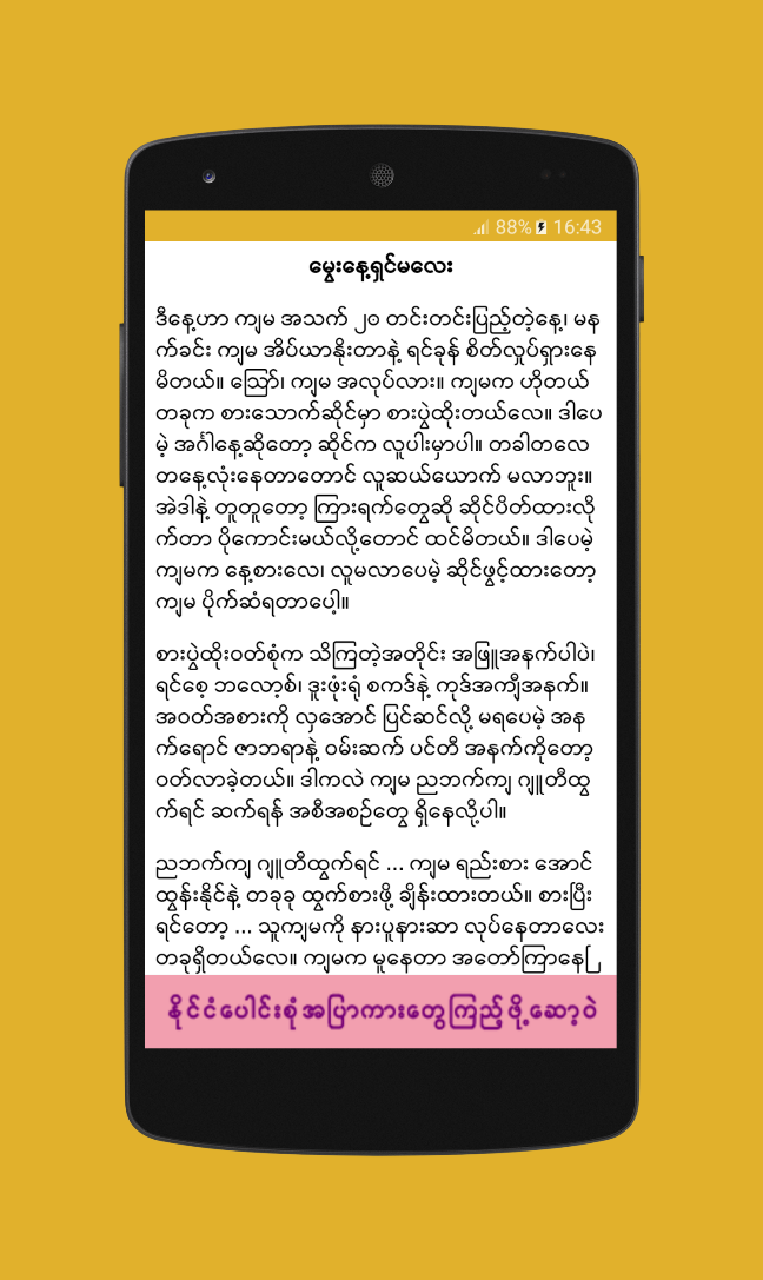 88% 16:43
မွေးနေ့ရှင်မလေး
ဒီနေ့ဟာ ကျမ အသက် ၂၀ တင်းတင်းပြည့်တဲ့နေ့၊ မန
က်ခင်း ကျမ အိပ်ယာနိုးတာနဲ့ ရင်ခုန် စိတ်လှုပ်ရှားနေ
မိတယ်။ ဪ၊ ကျမ အလုပ်လား။ ကျမက ဟိုတယ်
တခုက စားသောက်ဆိုင်မှာ စားပွဲထိုးတယ်လေ။ ဒါပေ
မဲ့ အင်္ဂါနေ့ဆိုတော့ ဆိုင်က လူပါးမှာပါ။ တခါတလေ
တနေ့လုံးနေတာတောင် လူဆယ်ယောက် မလာဘူး။
အဲဒါနဲ့ တူတူတော့ ကြားရက်တွေဆို ဆိုင်ပိတ်ထားလို
က်တာ ပိုကောင်းမယ်လို့တောင် ထင်မိတယ်။ ဒါပေမဲ့
ကျမက နေ့စားလေ၊ လူမလာပေမဲ့ ဆိုင်ဖွင့်ထားတော့
ကျမ ပိုက်ဆံရတာပေါ့။
စားပွဲထိုးဝတ်စုံက သိကြတဲ့အတိုင်း အဖြူအနက်ပါပဲ၊
ရင်စေ့ ဘလော့စ်၊ ဒူးဖုံးရုံ စကဒ်နဲ့ ကုဒ်အကျီအနက်။
အဝတ်အစားကို လှအောင် ပြင်ဆင်လို့ မရပေမဲ့ အန
က်ရောင် ဇာဘရာနဲ့ ဝမ်းဆက် ပင်တီ အနက်ကိုတော့
ဝတ်လာခဲ့တယ်။ ဒါကလဲ ကျမ ညဘက်ကျ ဂျူတီထွ
က်ရင် ဆက်ရန် အစီအစဉ်တွေ ရှိနေလို့ပါ။
ညဘက်ကျ ဂျူတီထွက်ရင် ... ကျမ ရည်းစား အောင်
ထွန်းနိုင်နဲ့ တခုခု ထွက်စားဖို့ ချိန်းထားတယ်။ စားပြီး
ရင်တော့ ... သူကျမကို နားပူနားဆာ လုပ်နေတာလေး
တခုရှိတယ်လေ။ ကျမက မူနေတာ အတော်ကြာနေပြ
နိုင်ငံပေါင်းစုံအပြာကားတွေကြည့်ဖို့ဆော့ဝဲ